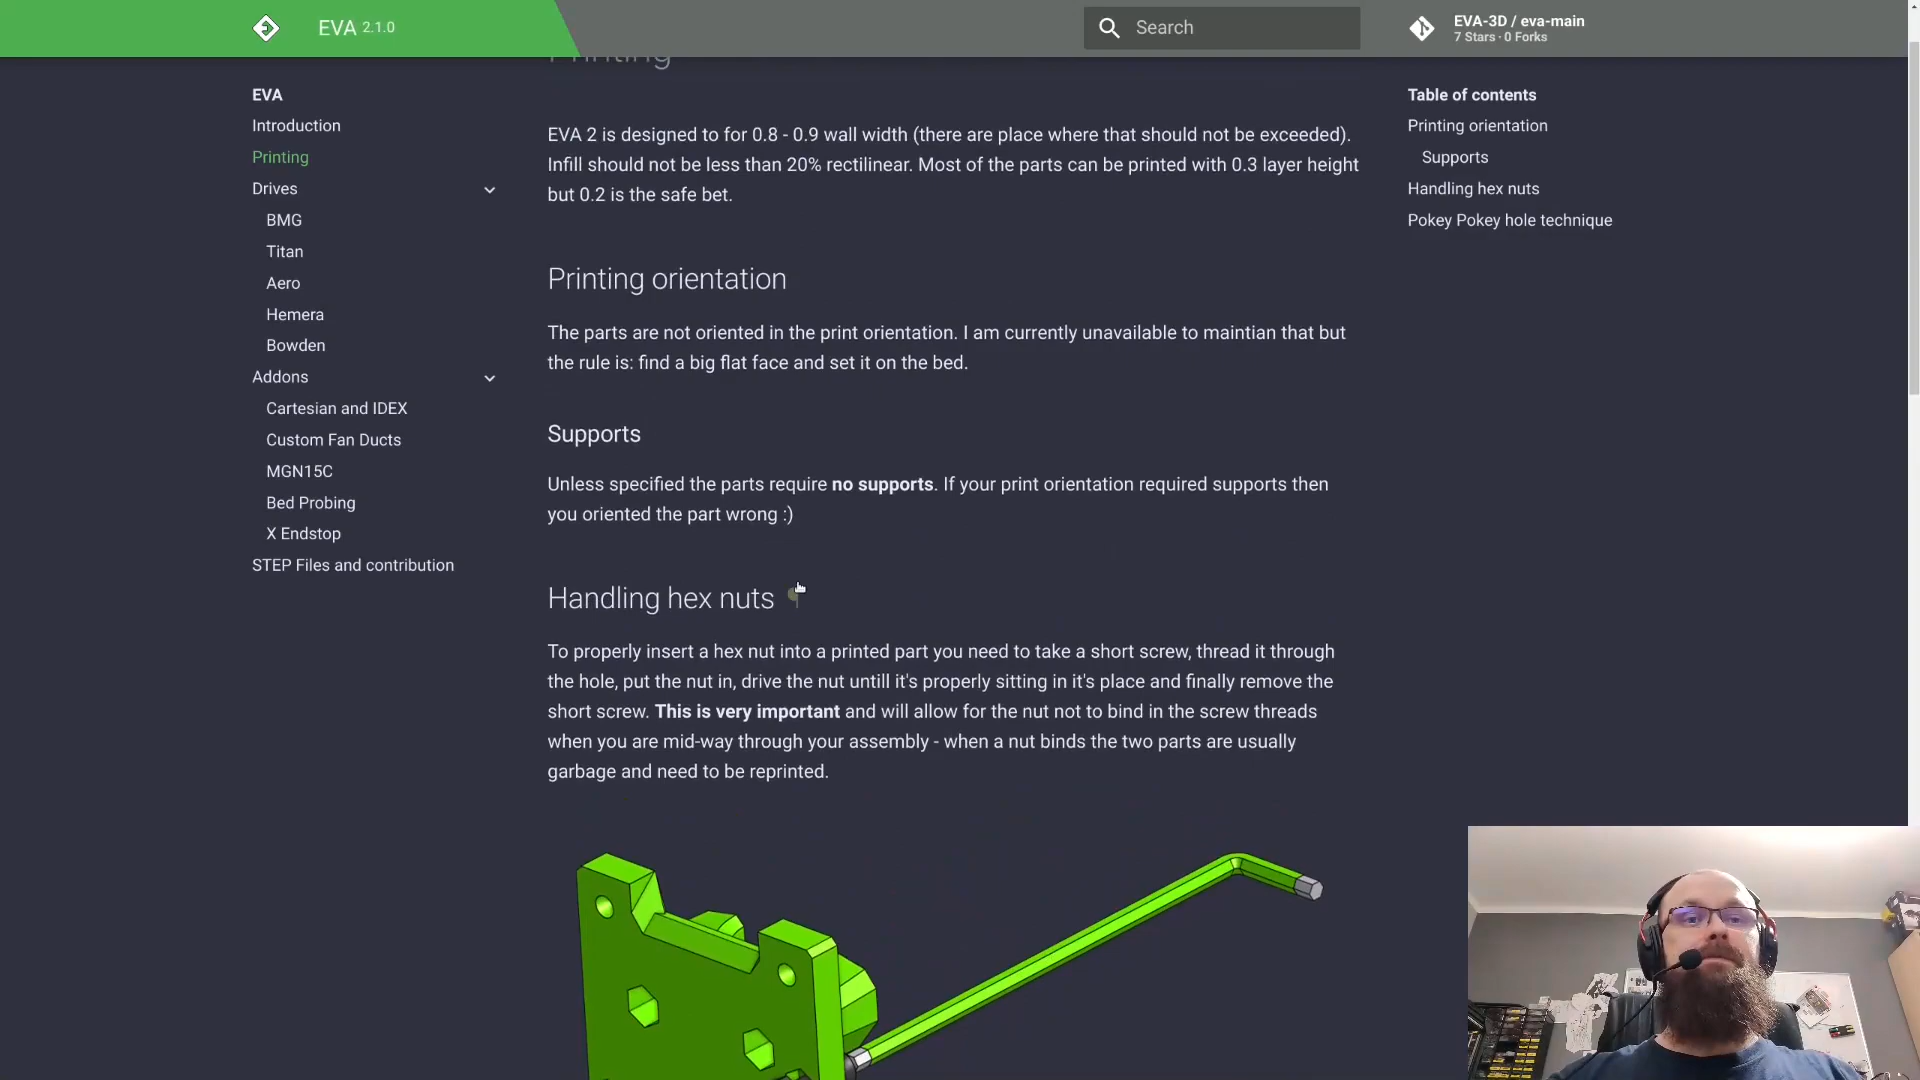 EVA 2.1.0
Search
EVA-3D / eva-main
7 Stars · 0 Forks
EVA
Introduction
Printing
Drives
BMG
Titan
Aero
Hemera
Bowden
Addons
Cartesian and IDEX
Custom Fan Ducts
MGN15C
Bed Probing
X Endstop
STEP Files and contribution
Printing
EVA 2 is designed to for 0.8 - 0.9 wall width (there are place where that should not be exceeded).
Infill should not be less than 20% rectilinear. Most of the parts can be printed with 0.3 layer height
but 0.2 is the safe bet.
Printing orientation
The parts are not oriented in the print orientation. I am currently unavailable to maintian that but
the rule is: find a big flat face and set it on the bed.
Supports
Unless specified the parts require no supports. If your print orientation required supports then
you oriented the part wrong :)
Handling hex nuts ¶
To properly insert a hex nut into a printed part you need to take a short screw, thread it through
the hole, put the nut in, drive the nut untill it's properly sitting in it's place and finally remove the
short screw. This is very important and will allow for the nut not to bind in the screw threads
when you are mid-way through your assembly - when a nut binds the two parts are usually
garbage and need to be reprinted.
Table of contents
Printing orientation
Supports
Handling hex nuts
Pokey Pokey hole technique